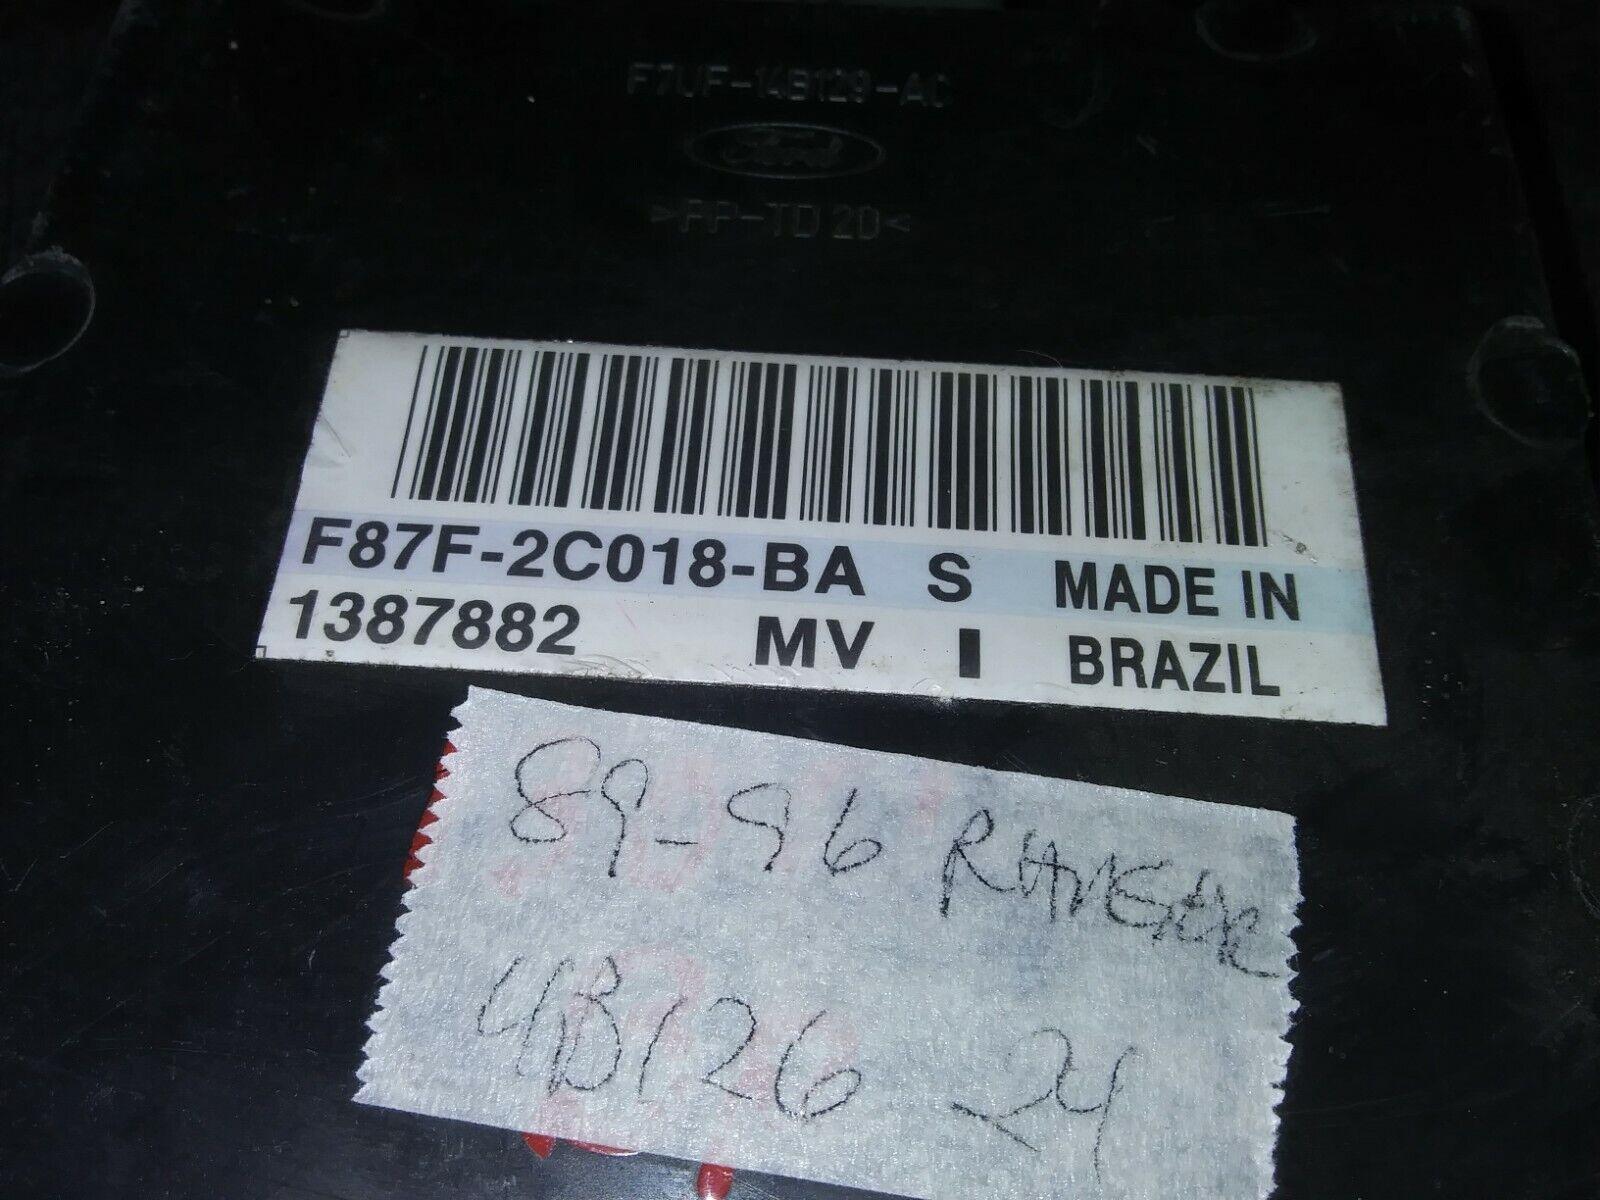 F7UF-14B129-AC
Ford
>PP-TD 20<
F87F-2C018-BA S MADE IN
1387882 MV I BRAZIL
89-96 RANGER
4B126-24